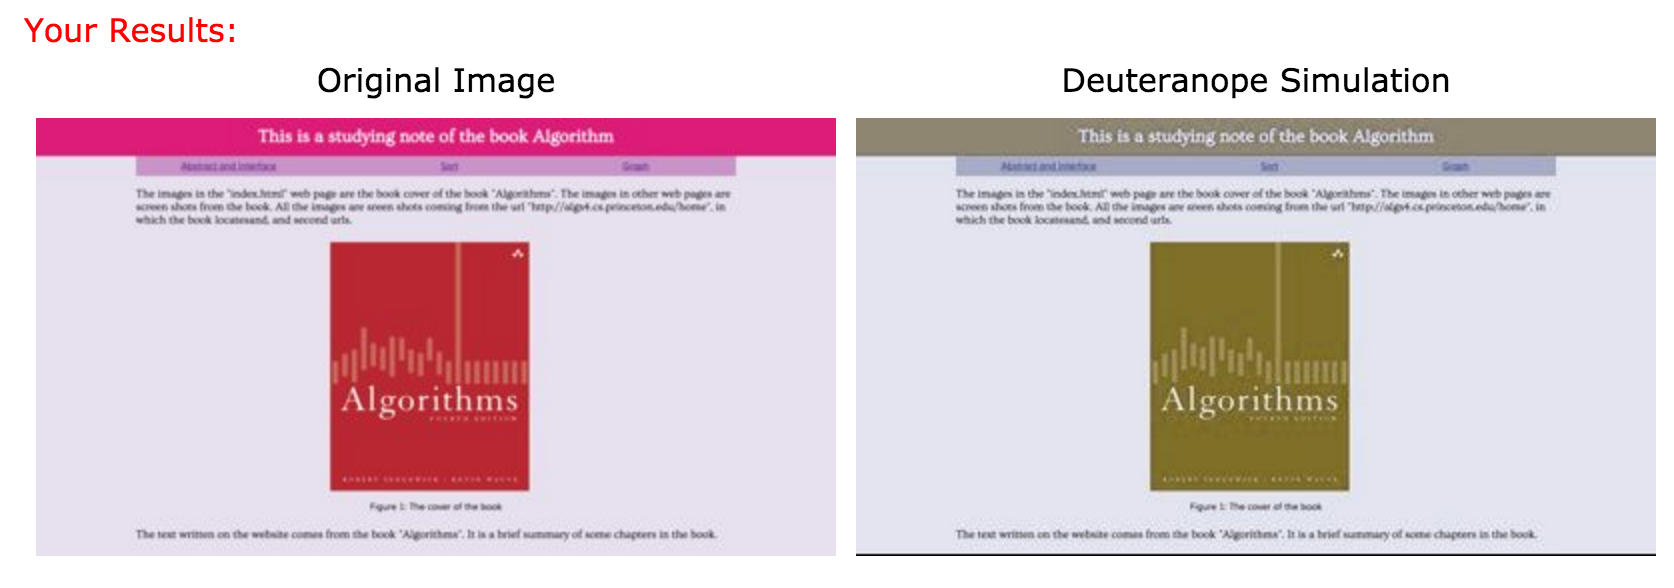 Your Results:
Original Image
Deuteranope Simulation
This is a studying note of the book Algorithm
Abstract and Interface Sort Graph
The images in the "index.html" web page are the book cover of the book "Algorithms". The images in other web pages are
screen shots from the book. All the images are sreen shots coming from the url "http://algs4.cs.princeton.edu/home", in
which the book locatesand, and second urls.
Algorithms
FOURTH EDITION
ROBERT SEDGEWICK · KEVIN WAYNE
Figure 1: The cover of the book
The text written on the website comes from the book "Algorithms". It is a brief summary of some chapters in the book.
This is a studying note of the book Algorithm
Abstract and Interface Sort Graph
The images in the "index.html" web page are the book cover of the book "Algorithms". The images in other web pages are
screen shots from the book. All the images are sreen shots coming from the url "http://algs4.cs.princeton.edu/home", in
which the book locatesand, and second urls.
Algorithms
FOURTH EDITION
ROBERT SEDGEWICK · KEVIN WAYNE
Figure 1: The cover of the book
The text written on the website comes from the book "Algorithms". It is a brief summary of some chapters in the book.